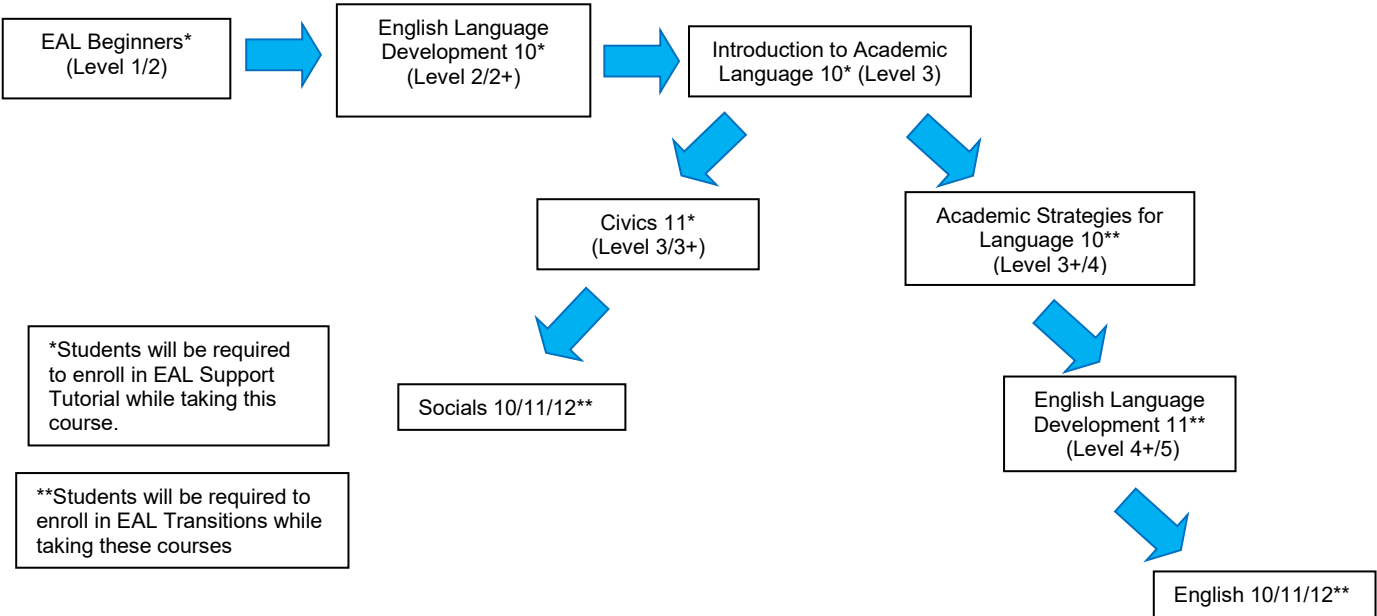 EAL Beginners*
(Level 1/2)
English Language
Development 10*
(Level 2/2+)
Introduction to Academic
Language 10* (Level 3)
Civics 11*
(Level 3/3+)
Academic Strategies for
Language 10**
(Level 3+/4)
*Students will be required
to enroll in EAL Support
Tutorial while taking this
course.
Socials 10/11/12**
English Language
Development 11**
(Level 4+/5)
**Students will be required to
enroll in EAL Transitions while
taking these courses
English 10/11/12**